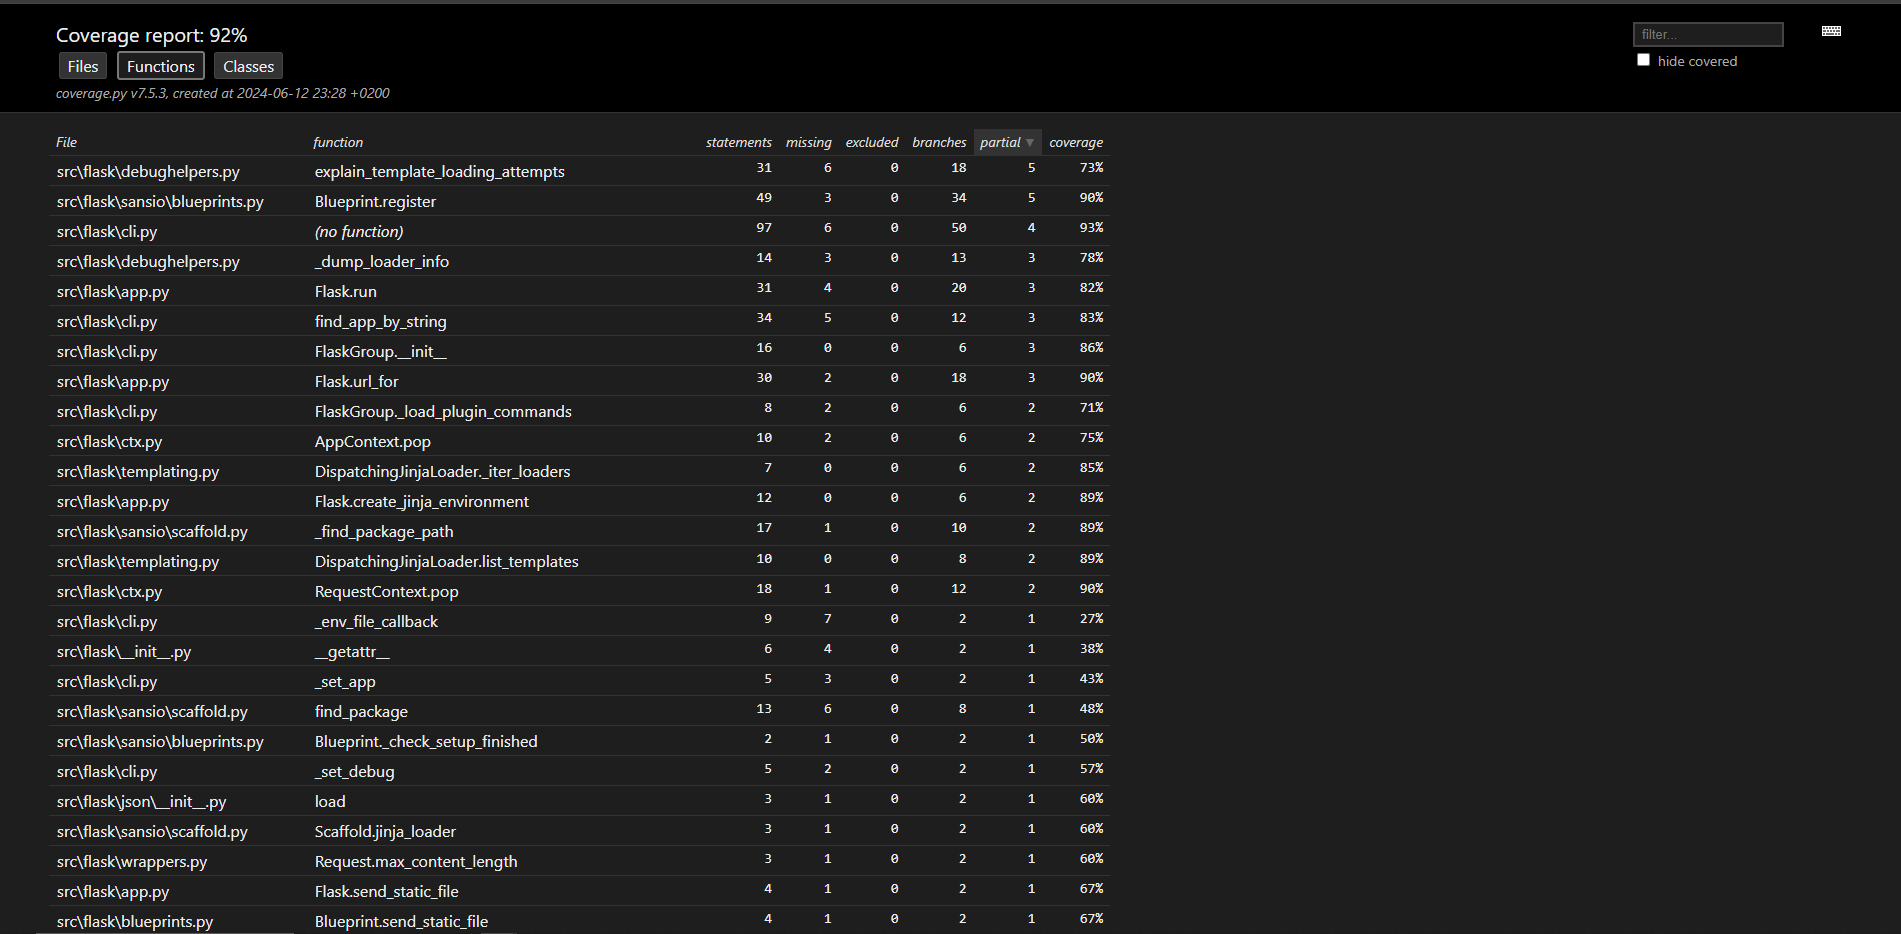 Coverage report: 92%
filter...
Files Functions Classes
hide covered
coverage.py v7.5.3, created at 2024-06-12 23:28 +0200
File function statements missing excluded branches partial ▼ coverage
src\flask\debughelpers.py explain_template_loading_attempts 31 6 0 18 5 73%
src\flask\sansio\blueprints.py Blueprint.register 49 3 0 34 5 90%
src\flask\cli.py (no function) 97 6 0 50 4 93%
src\flask\debughelpers.py _dump_loader_info 14 3 0 13 3 78%
src\flask\app.py Flask.run 31 4 0 20 3 82%
src\flask\cli.py find_app_by_string 34 5 0 12 3 83%
src\flask\cli.py FlaskGroup.__init__ 16 0 0 6 3 86%
src\flask\app.py Flask.url_for 30 2 0 18 3 90%
src\flask\cli.py FlaskGroup._load_plugin_commands 8 2 0 6 2 71%
src\flask\ctx.py AppContext.pop 10 2 0 6 2 75%
src\flask\templating.py DispatchingJinjaLoader._iter_loaders 7 0 0 6 2 85%
src\flask\app.py Flask.create_jinja_environment 12 0 0 6 2 89%
src\flask\sansio\scaffold.py _find_package_path 17 1 0 10 2 89%
src\flask\templating.py DispatchingJinjaLoader.list_templates 10 0 0 8 2 89%
src\flask\ctx.py RequestContext.pop 18 1 0 12 2 90%
src\flask\cli.py _env_file_callback 9 7 0 2 1 27%
src\flask\__init__.py __getattr__ 6 4 0 2 1 38%
src\flask\cli.py _set_app 5 3 0 2 1 43%
src\flask\sansio\scaffold.py find_package 13 6 0 8 1 48%
src\flask\sansio\blueprints.py Blueprint._check_setup_finished 2 1 0 2 1 50%
src\flask\cli.py _set_debug 5 2 0 2 1 57%
src\flask\json\__init__.py load 3 1 0 2 1 60%
src\flask\sansio\scaffold.py Scaffold.jinja_loader 3 1 0 2 1 60%
src\flask\wrappers.py Request.max_content_length 3 1 0 2 1 60%
src\flask\app.py Flask.send_static_file 4 1 0 2 1 67%
src\flask\blueprints.py Blueprint.send_static_file 4 1 0 2 1 67%